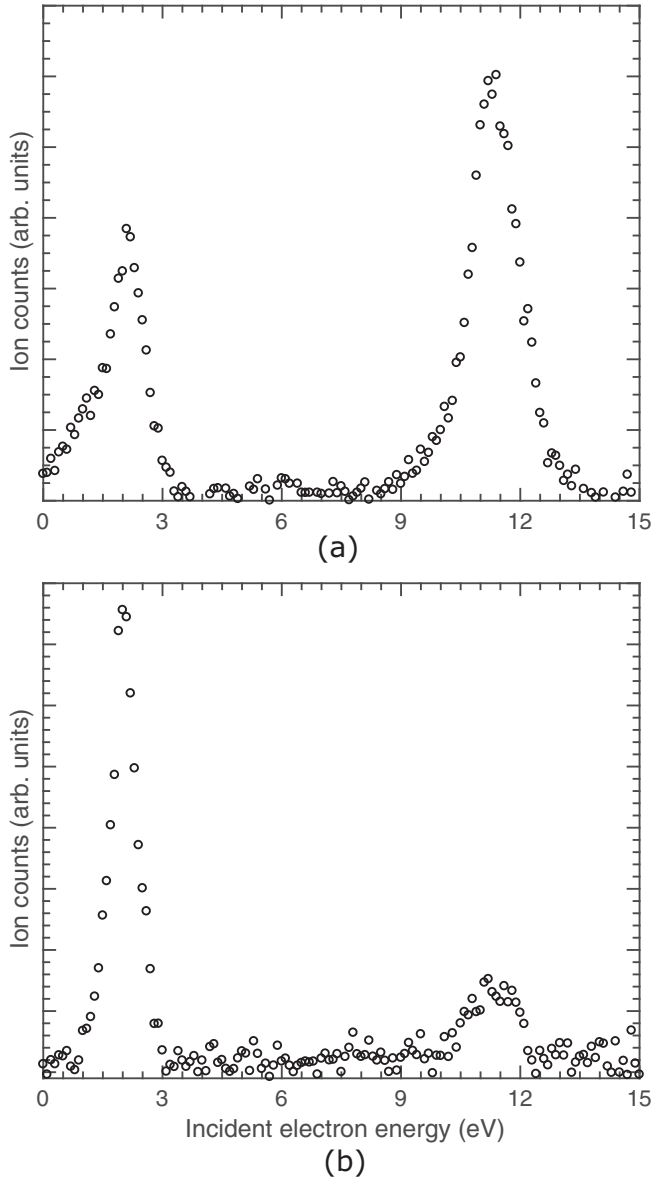 Ion counts (arb. units)
0 3 6 9 12 15
(a)
Ion counts (arb. units)
0 3 6 9 12 15
Incident electron energy (eV)
(b)